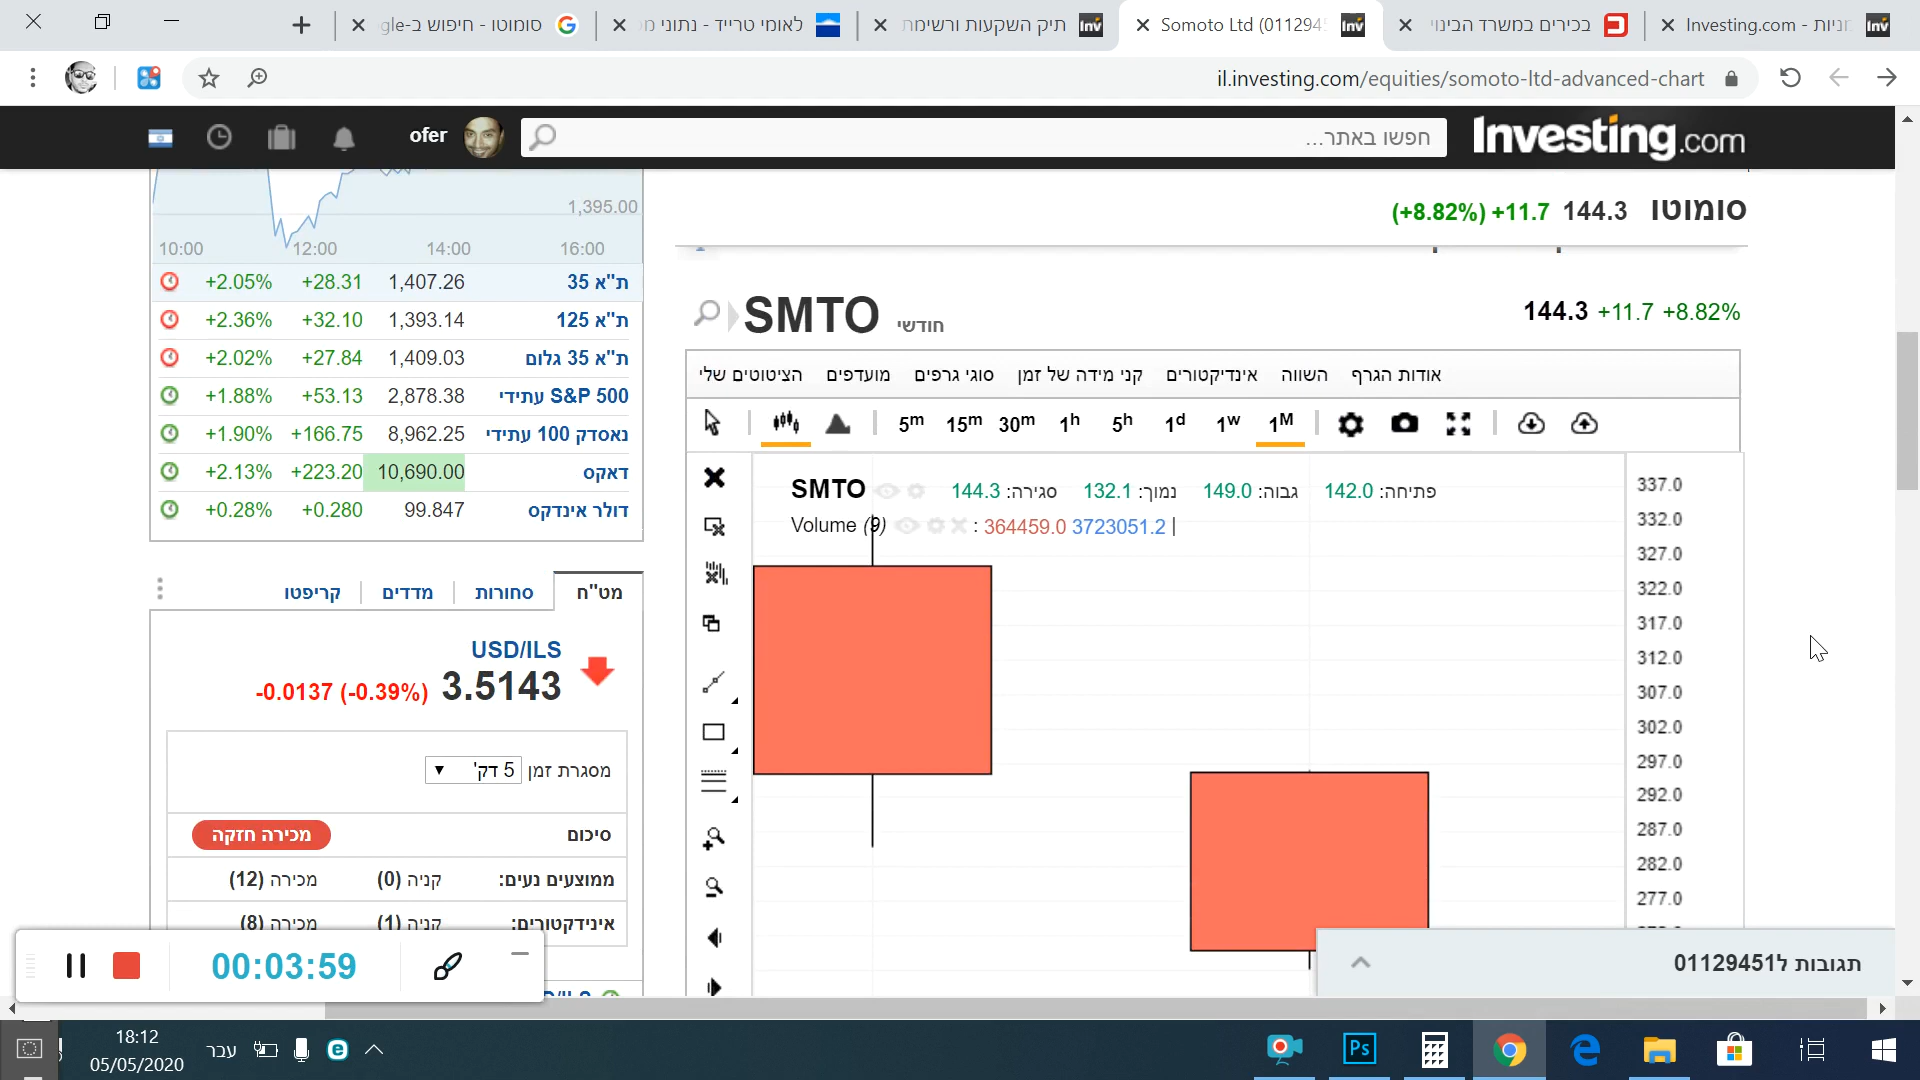 סומוטו - חיפוש ב-gle
לאומי טרייד - נתוני מס
תיק השקעות ורשימת
Somoto Ltd (0112945
בכירים במשרד הבינוי
Investing.com - מניות
il.investing.com/equities/somoto-ltd-advanced-chart
ofer
חפשו באתר...
Investing.com
1,395.00
10:00 12:00 14:00 16:00
ת"א 35 1,407.26 +28.31 +2.05%
ת"א 125 1,393.14 +32.10 +2.36%
ת"א 35 גלום 1,409.03 +27.84 +2.02%
S&P 500 עתידי 2,878.38 +53.13 +1.88%
נאסדק 100 עתידי 8,962.25 +166.75 +1.90%
דאקס 10,690.00 +223.20 +2.13%
דולר אינדקס 99.847 +0.280 +0.28%
מט"ח סחורות מדדים קריפטו
USD/ILS
3.5143 -0.0137 (-0.39%)
מסגרת זמן 5 דק'
סיכום מכירה חזקה
ממוצעים נעים: קניה (0) מכירה (12)
אינידקטורים: קניה (1) מכירה (8)
סומוטו 144.3 +11.7 (+8.82%)
SMTO חודשי
144.3 +11.7 +8.82%
הציטוטים שלי מועדפים סוגי גרפים קני מידה של זמן אינדיקטורים השווה אודות הגרף
5m 15m 30m 1h 5h 1d 1w 1M
SMTO פתיחה: 142.0 גבוה: 149.0 נמוך: 132.1 סגירה: 144.3
Volume (9) : 364459.0 3723051.2 |
337.0
332.0
327.0
322.0
317.0
312.0
307.0
302.0
297.0
292.0
287.0
282.0
277.0
תגובות ל01129451
00:03:59
18:12
05/05/2020
עבר
Ps